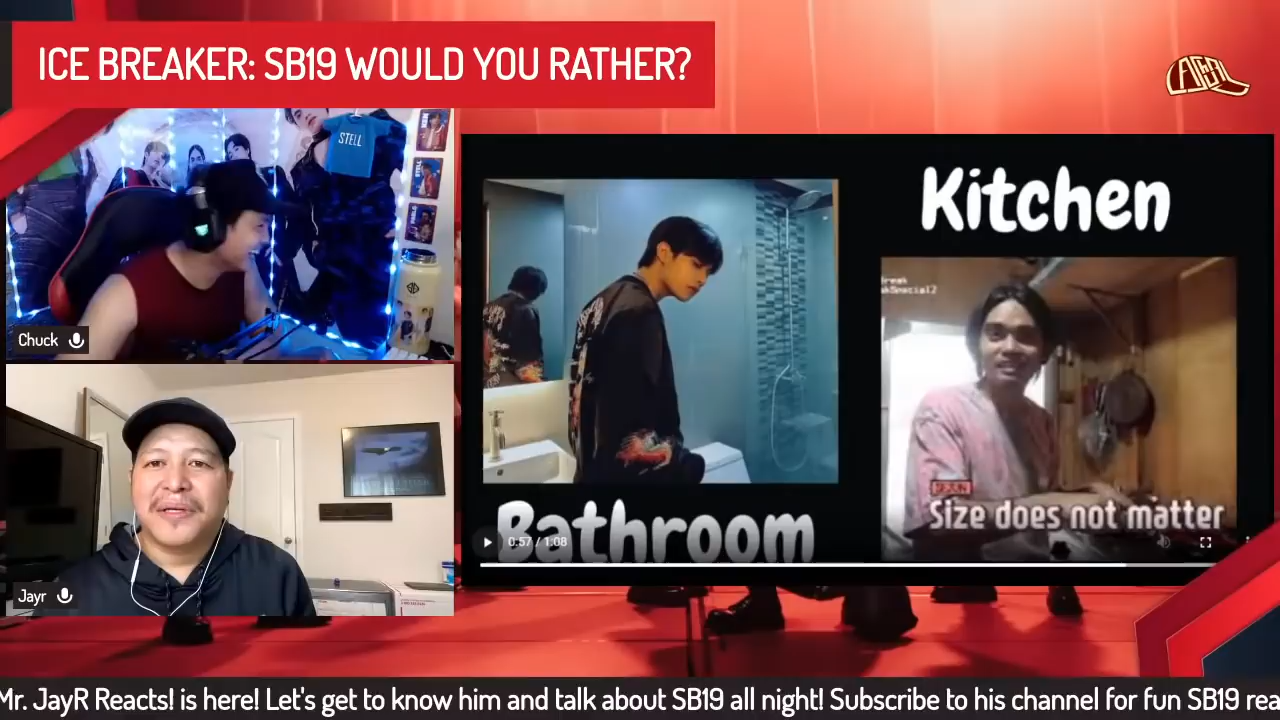 ICE BREAKER: SB19 WOULD YOU RATHER?
STELL
Chuck
Jayr
Kitchen
Size does not matter
Bathroom
0:57 / 1:08
Mr. JayR Reacts! is here! Let's get to know him and talk about SB19 all night! Subscribe to his channel for fun SB19 rea